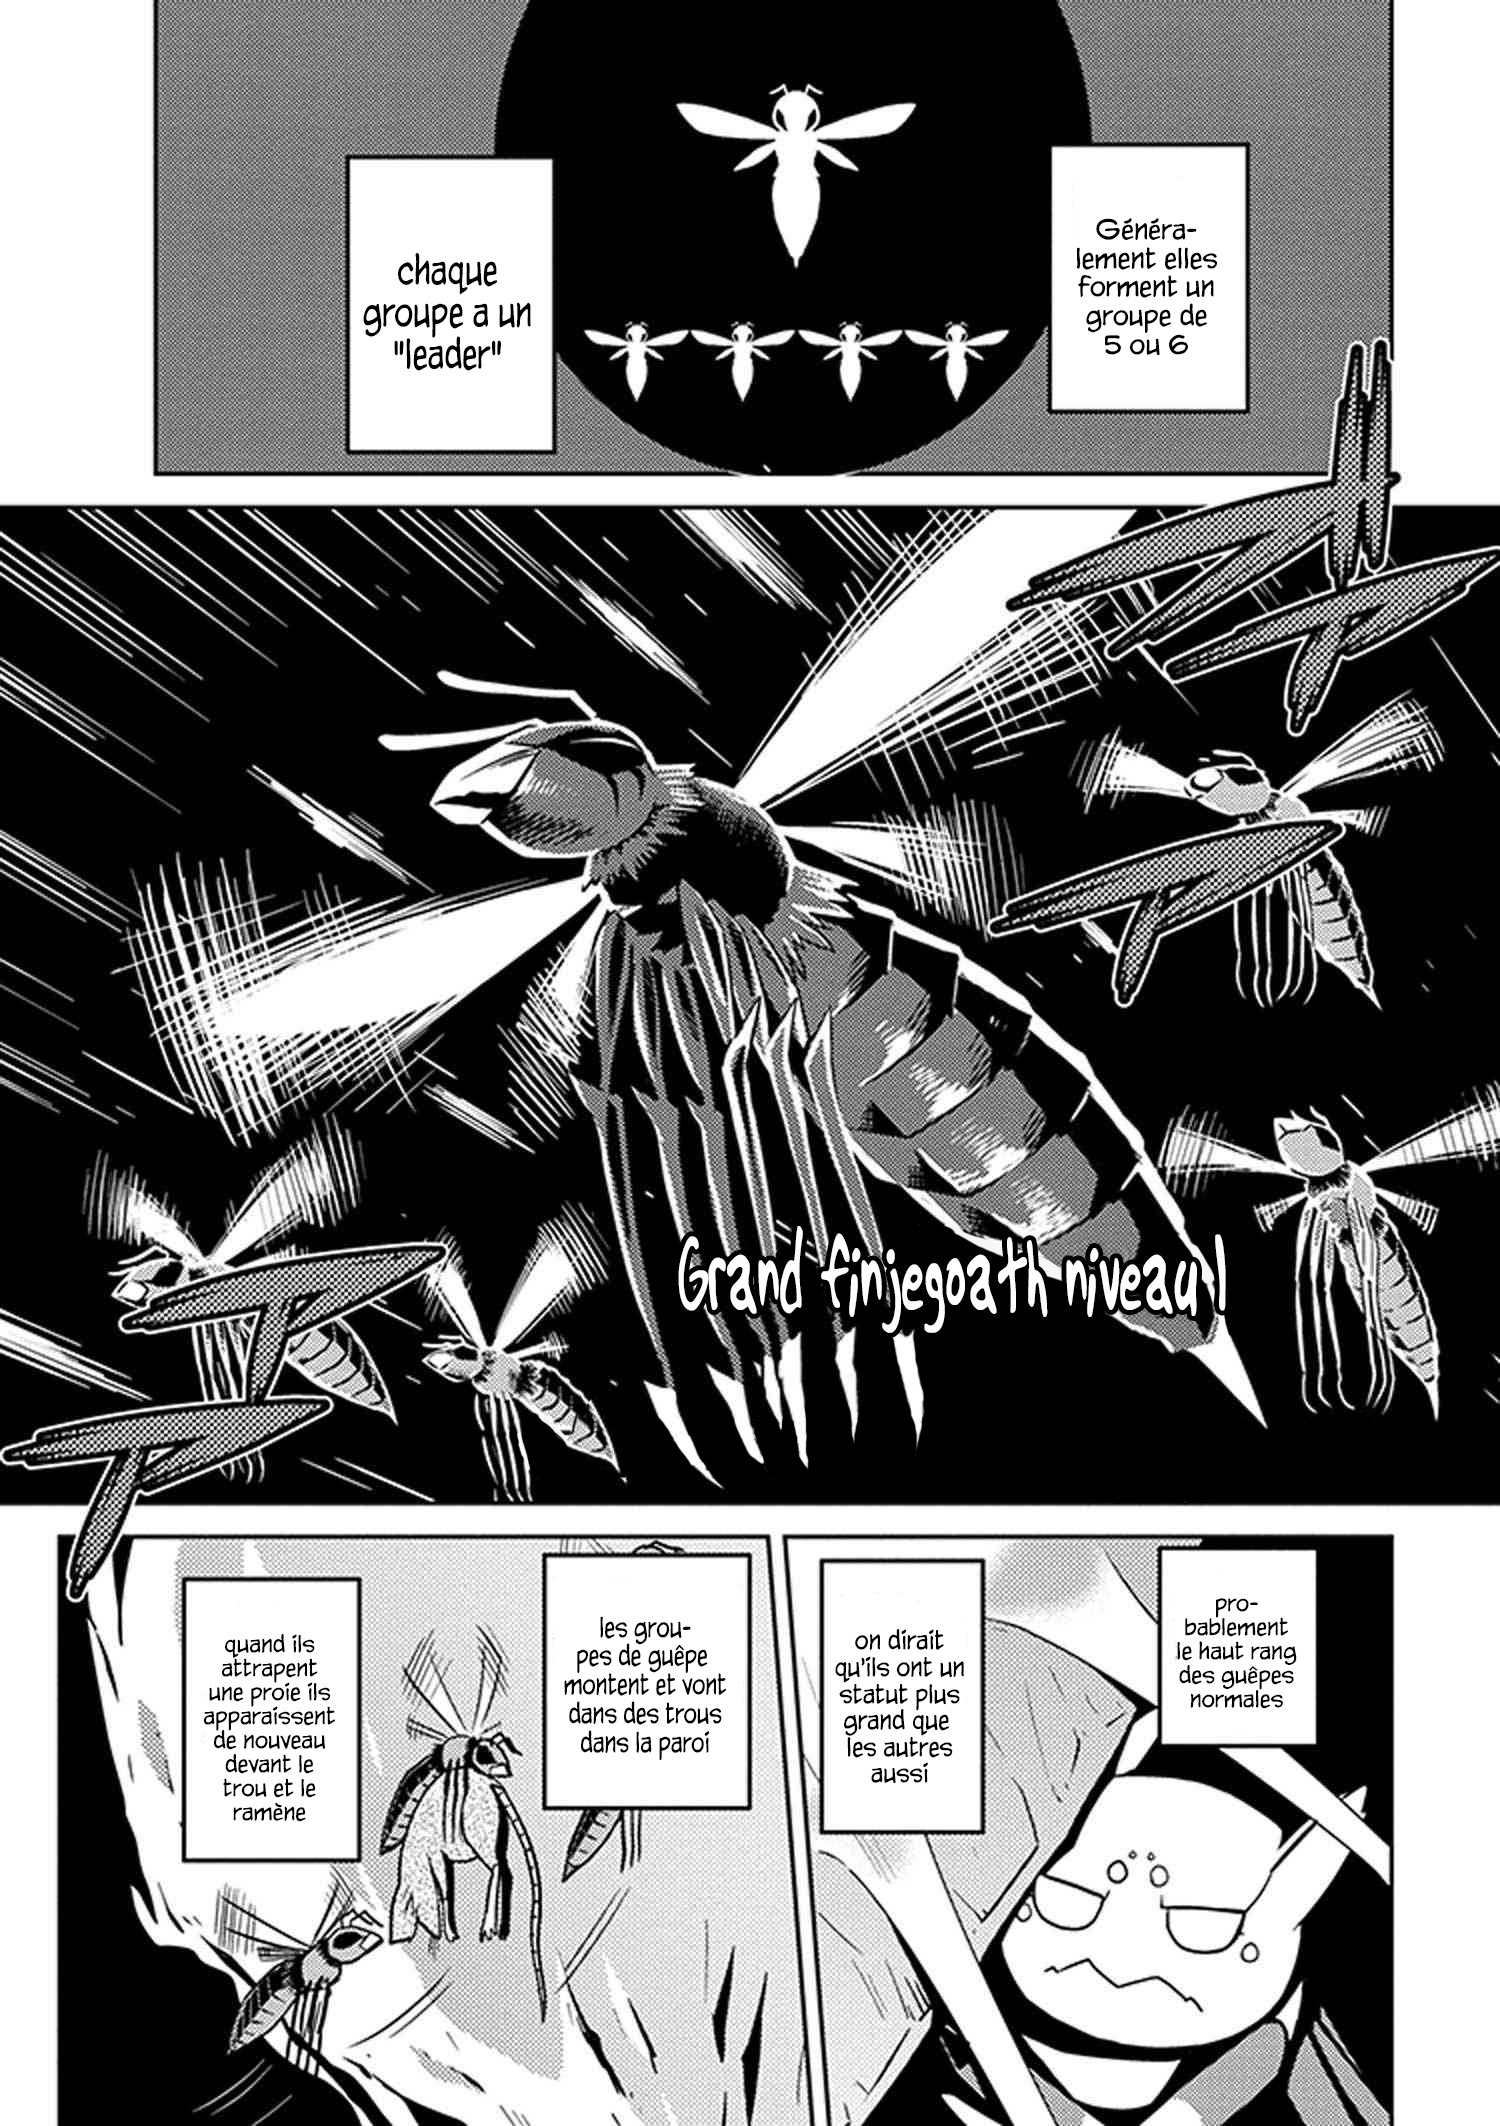 Généra-
lement elles
forment un
groupe de
5 ou 6
chaque
groupe a un
"leader"
Grand finjegoath niveau !
pro-
bablement
le haut rang
des guêpes
normales
on dirait
qu'ils ont un
statut plus
grand que
les autres
aussi
les grou-
pes de guêpe
montent et vont
dans des trous
dans la paroi
quand ils
attrapent
une proie ils
apparaissent
de nouveau
devant le
trou et le
ramène